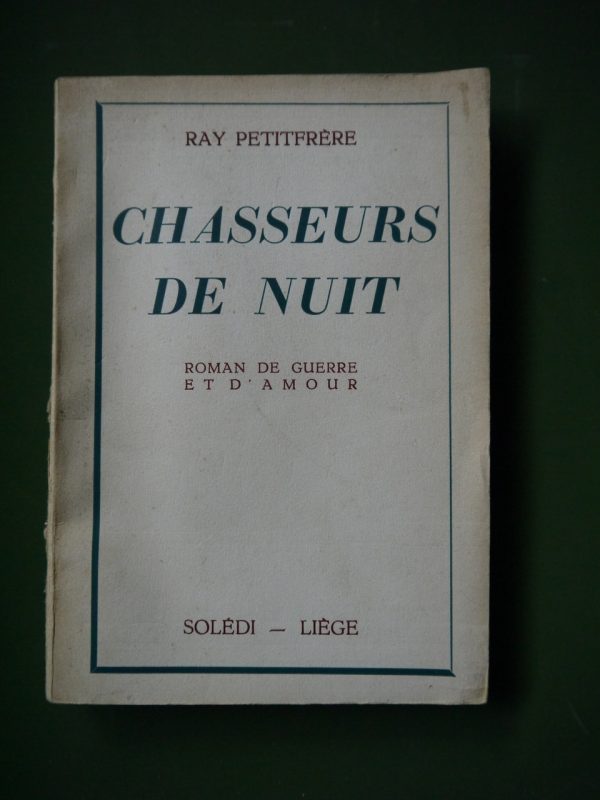 RAY PETITFRÈRE
CHASSEURS
DE NUIT
ROMAN DE GUERRE
ET D'AMOUR
SOLÉDI — LIÈGE